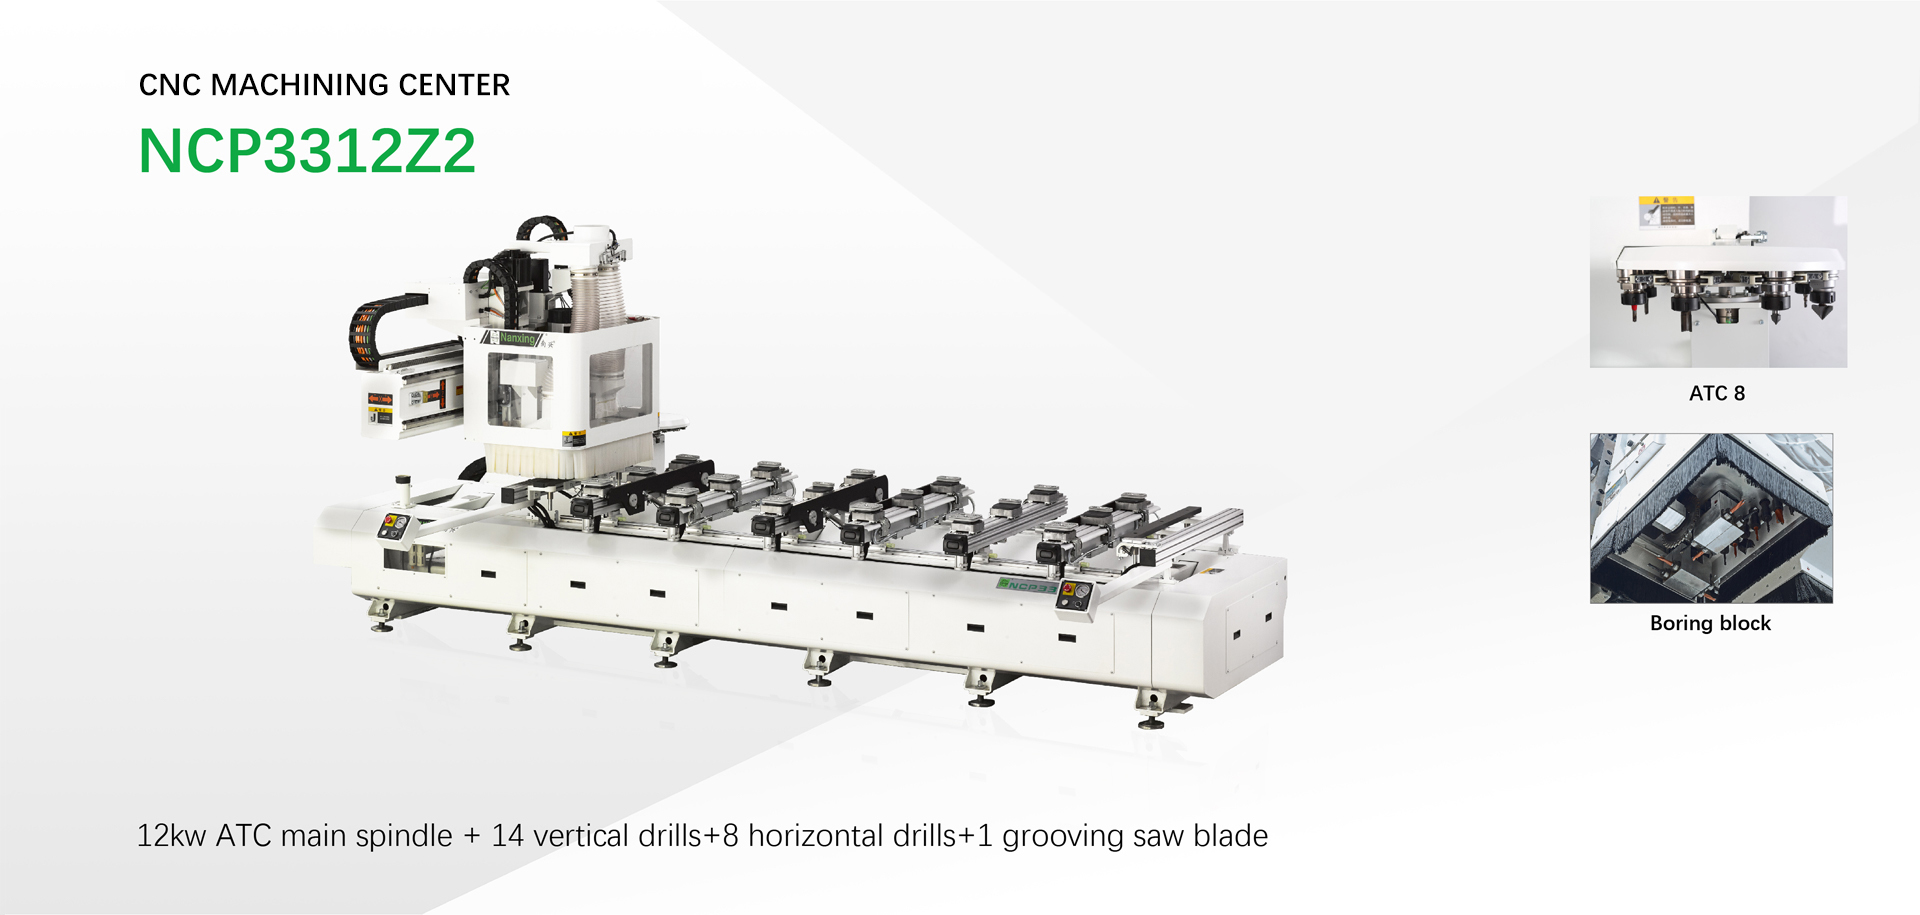 CNC MACHINING CENTER
NCP3312Z2
Nanxing
NCP33
ATC 8
Boring block
12kw ATC main spindle + 14 vertical drills+8 horizontal drills+1 grooving saw blade